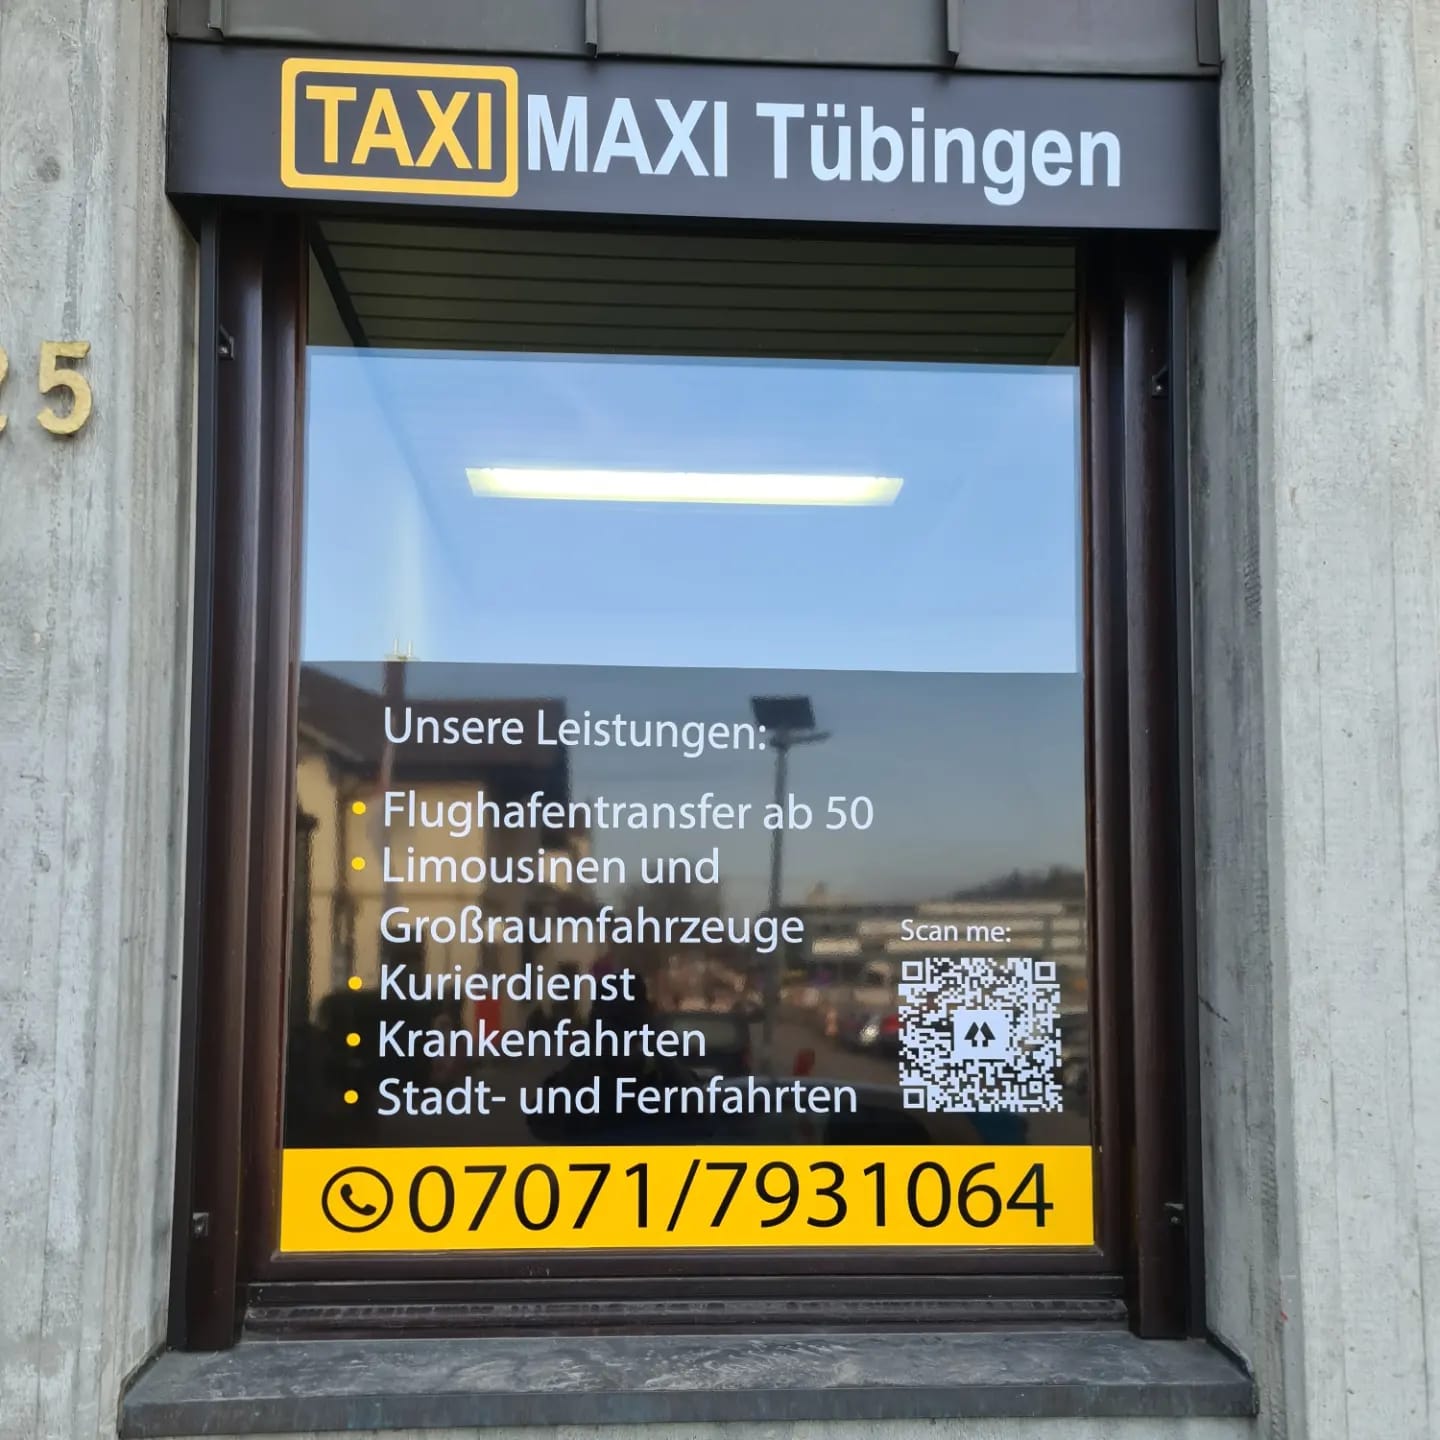 TAXI MAXI Tübingen
25
Unsere Leistungen:
• Flughafentransfer ab 50
• Limousinen und
Großraumfahrzeuge
• Kurierdienst
• Krankenfahrten
• Stadt- und Fernfahrten
Scan me:
07071/7931064